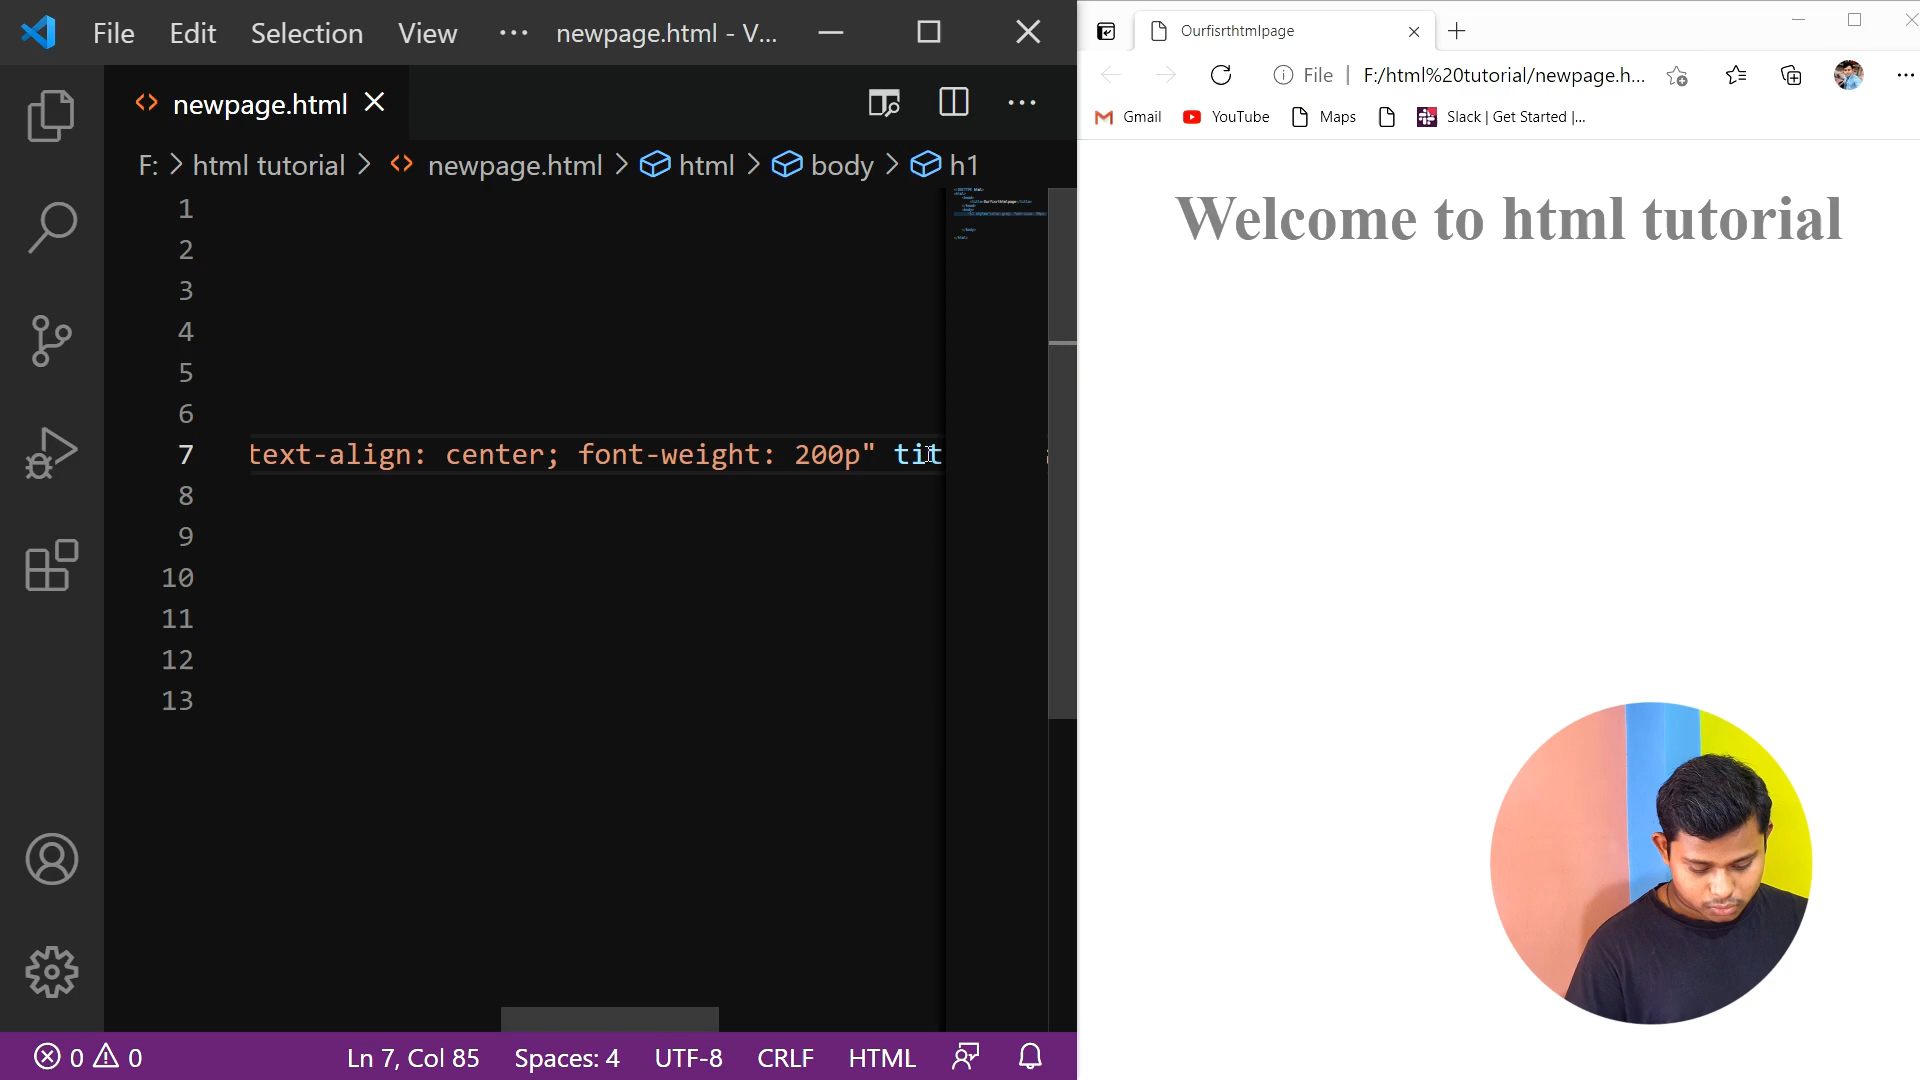 File Edit Selection View ··· newpage.html - V...
newpage.html
F: > html tutorial > newpage.html > html > body > h1
1
2
3
4
5
6
7 text-align: center; font-weight: 200p" tit
8
9
10
11
12
13
0 0 Ln 7, Col 85 Spaces: 4 UTF-8 CRLF HTML
Ourfisrthtmlpage
File | F:/html%20tutorial/newpage.h...
Gmail YouTube Maps Slack | Get Started |...
Welcome to html tutorial